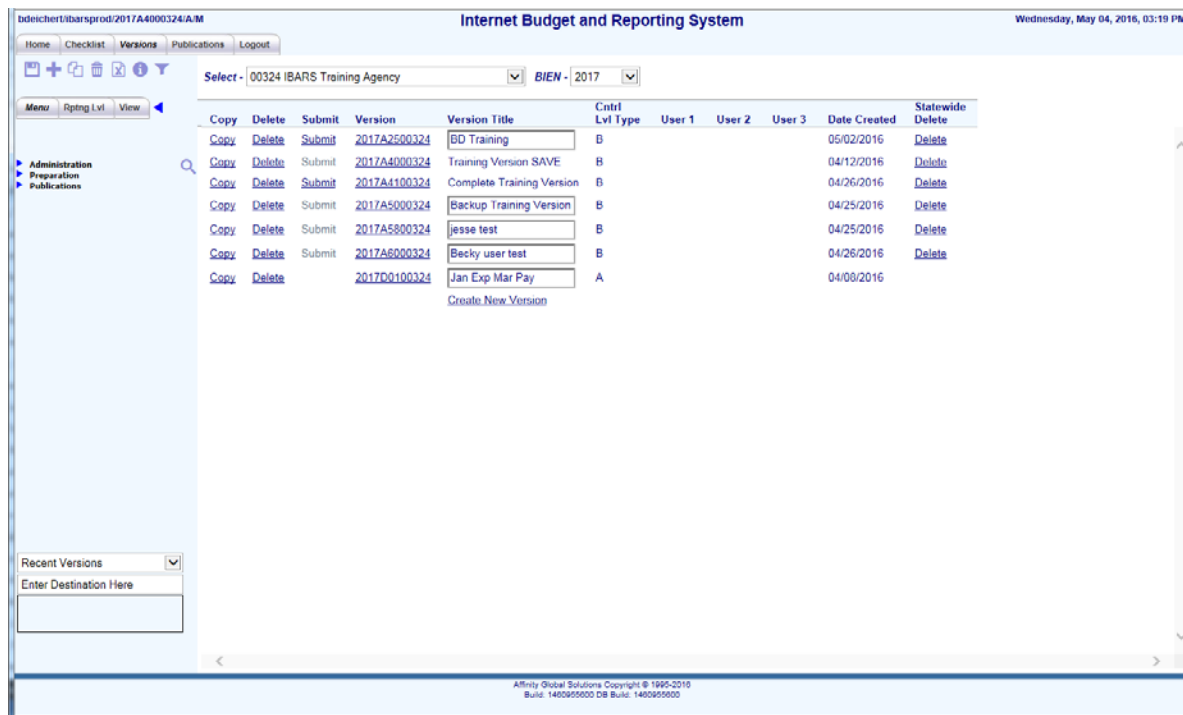 bdeichert/ibarsprod/2017A4000324/A/M Internet Budget and Reporting System Wednesday, May 04, 2016, 03:19 PM
Home Checklist Versions Publications Logout
Select - 00324 IBARS Training Agency BIEN - 2017
Menu Rptng Lvl View
Cntrl Statewide
Copy Delete Submit Version Version Title Lvl Type User 1 User 2 User 3 Date Created Delete
Copy Delete Submit 2017A2500324 BD Training B 05/02/2016 Delete
Copy Delete Submit 2017A4000324 Training Version SAVE B 04/12/2016 Delete
Copy Delete Submit 2017A4100324 Complete Training Version B 04/26/2016 Delete
Copy Delete Submit 2017A5000324 Backup Training Version B 04/25/2016 Delete
Copy Delete Submit 2017A5800324 jesse test B 04/25/2016 Delete
Copy Delete Submit 2017A6000324 Becky user test B 04/26/2016 Delete
Copy Delete 2017D0100324 Jan Exp Mar Pay A 04/08/2016
Create New Version
Administration
Preparation
Publications
Recent Versions
Enter Destination Here
Affinity Global Solutions Copyright © 1995-2016
Build: 1460955600 DB Build: 1460955600